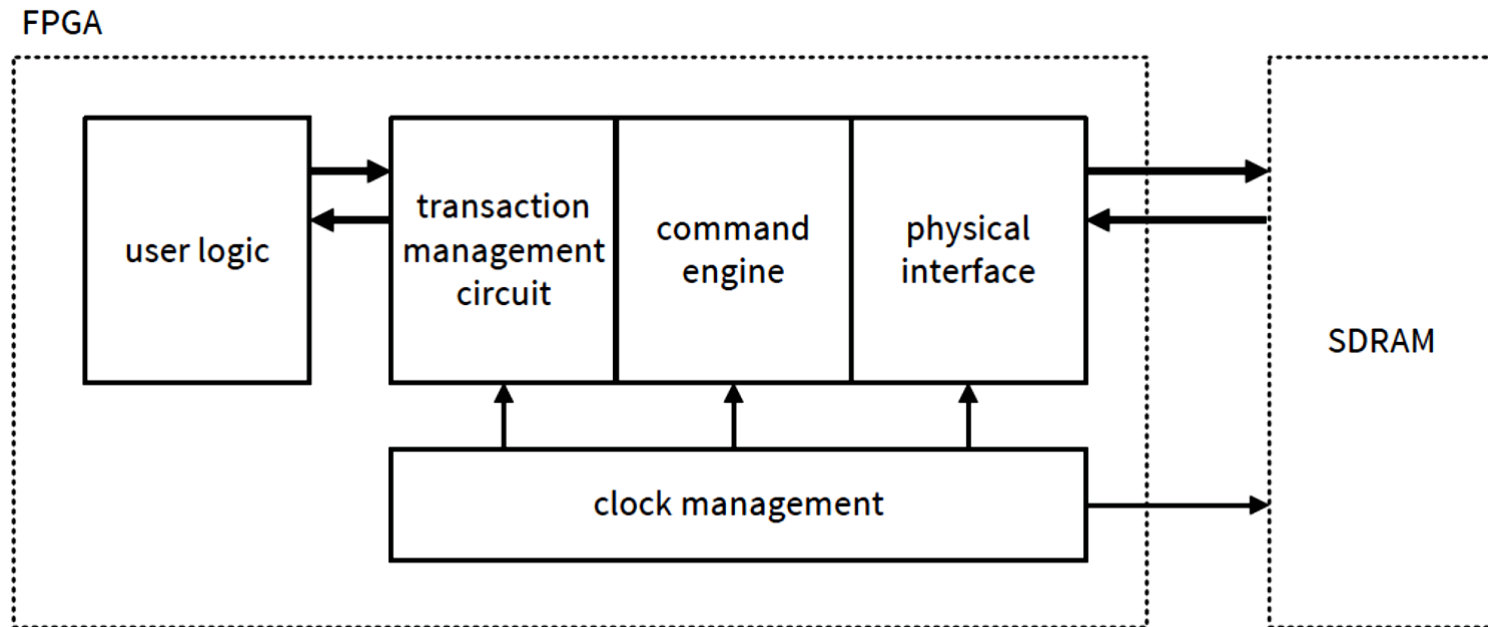 FPGA
user logic
transaction
management
circuit
command
engine
physical
interface
SDRAM
clock management